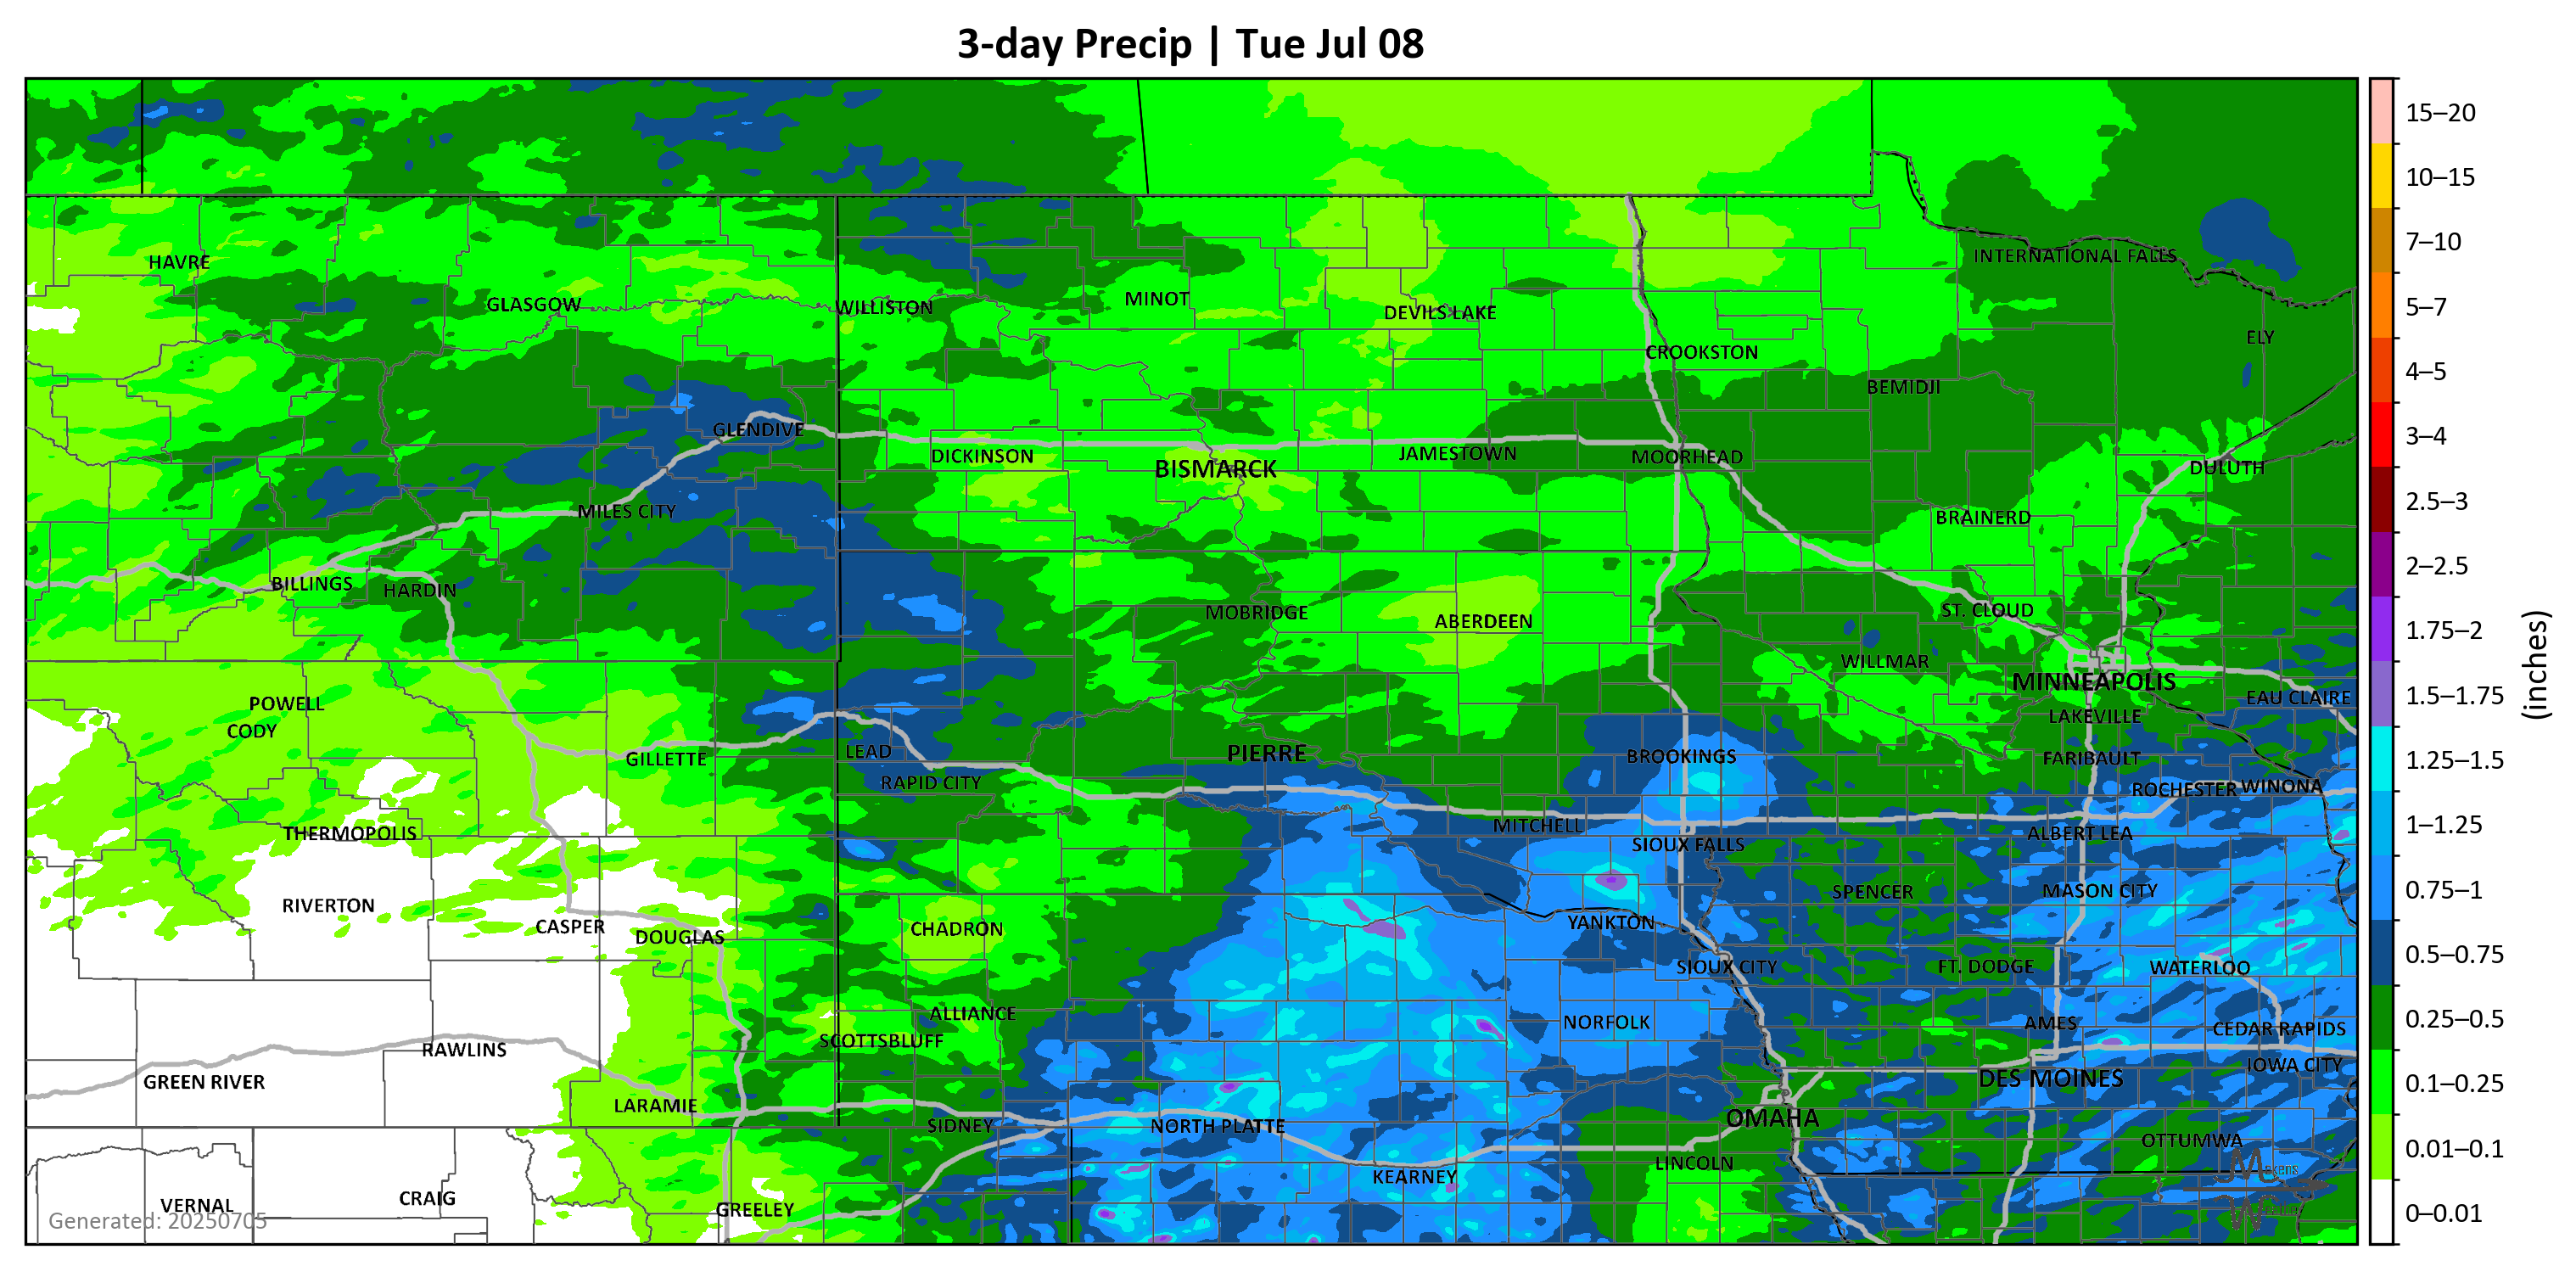 3-day Precip | Tue Jul 08
15–20
10–15
7–10
5–7
4–5
3–4
2.5–3
2–2.5
1.75–2
1.5–1.75
1.25–1.5
1–1.25
0.75–1
0.5–0.75
0.25–0.5
0.1–0.25
0.01–0.1
0–0.01
(inches)
HAVRE
INTERNATIONAL FALLS
GLASGOW
WILLISTON
MINOT
DEVILS LAKE
ELY
CROOKSTON
BEMIDJI
GLENDIVE
DICKINSON
BISMARCK
JAMESTOWN
MOORHEAD
DULUTH
MILES CITY
BRAINERD
BILLINGS
HARDIN
MOBRIDGE
ABERDEEN
ST. CLOUD
WILLMAR
MINNEAPOLIS
EAU CLAIRE
POWELL
CODY
LAKEVILLE
GILLETTE
LEAD
RAPID CITY
PIERRE
BROOKINGS
FARIBAULT
ROCHESTER
WINONA
THERMOPOLIS
MITCHELL
SIOUX FALLS
ALBERT LEA
RIVERTON
CASPER
DOUGLAS
CHADRON
YANKTON
SPENCER
MASON CITY
SIOUX CITY
FT. DODGE
WATERLOO
ALLIANCE
SCOTTSBLUFF
NORFOLK
AMES
CEDAR RAPIDS
RAWLINS
GREEN RIVER
DES MOINES
IOWA CITY
LARAMIE
SIDNEY
NORTH PLATTE
OMAHA
OTTUMWA
KEARNEY
LINCOLN
VERNAL
CRAIG
GREELEY
Generated: 20250705